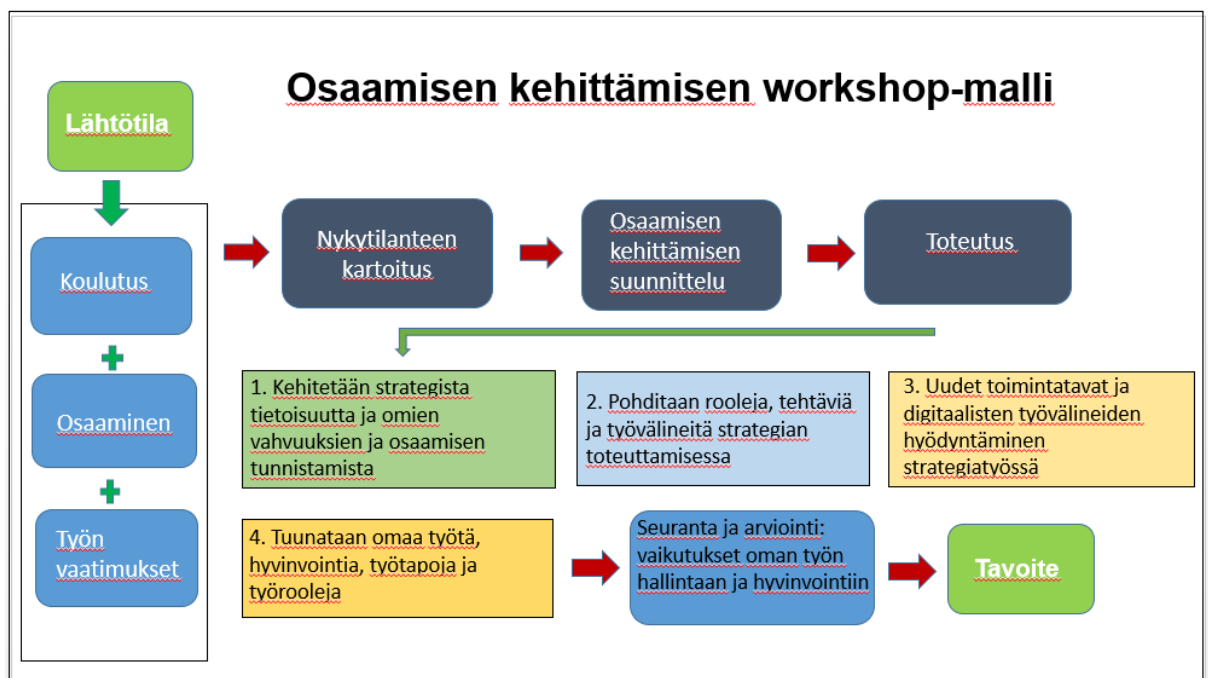 Osaamisen kehittämisen workshop-malli
Lähtötila
Koulutus
+
Osaaminen
+
Työn
vaatimukset
Nykytilanteen
kartoitus
Osaamisen
kehittämisen
suunnittelu
Toteutus
1. Kehitetään strategista
tietoisuutta ja omien
vahvuuksien ja osaamisen
tunnistamista
2. Pohditaan rooleja, tehtäviä
ja työvälineitä strategian
toteuttamisessa
3. Uudet toimintatavat ja
digitaalisten työvälineiden
hyödyntäminen
strategiatyössä
4. Tuunataan omaa työtä,
hyvinvointia, työtapoja ja
työrooleja
Seuranta ja arviointi:
vaikutukset oman työn
hallintaan ja hyvinvointiin
Tavoite